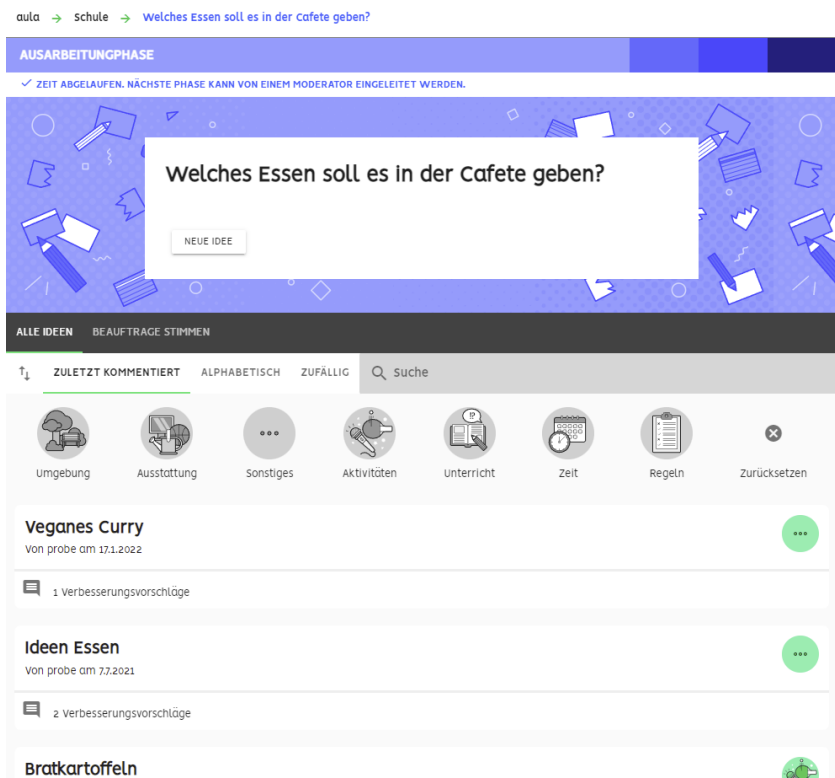 aula → Schule → Welches Essen soll es in der Cafete geben?
AUSARBEITUNGPHASE
✓ ZEIT ABGELAUFEN. NÄCHSTE PHASE KANN VON EINEM MODERATOR EINGELEITET WERDEN.
Welches Essen soll es in der Cafete geben?
NEUE IDEE
ALLE IDEEN BEAUFTRAGE STIMMEN
ZULETZT KOMMENTIERT ALPHABETISCH ZUFÄLLIG Suche
Umgebung Ausstattung Sonstiges Aktivitäten Unterricht Zeit Regeln Zurücksetzen
Veganes Curry
Von probe am 17.1.2022
1 Verbesserungsvorschläge
Ideen Essen
Von probe am 7.7.2021
2 Verbesserungsvorschläge
Bratkartoffeln